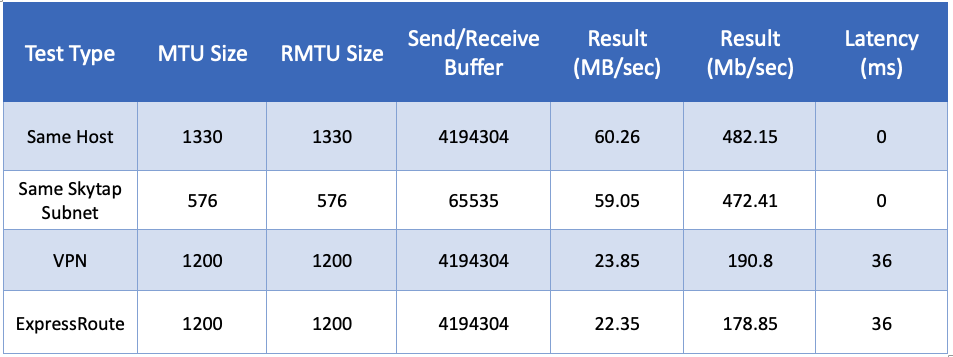 Test Type MTU Size RMTU Size Send/Receive Buffer Result (MB/sec) Result (Mb/sec) Latency (ms)
Same Host 1330 1330 4194304 60.26 482.15 0
Same Skytap Subnet 576 576 65535 59.05 472.41 0
VPN 1200 1200 4194304 23.85 190.8 36
ExpressRoute 1200 1200 4194304 22.35 178.85 36